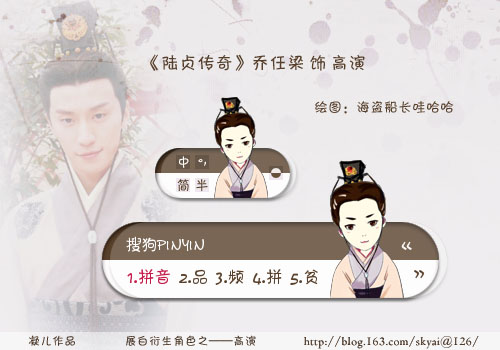 《陆贞传奇》乔任梁 饰 高演
绘图：海盗船长哇哈哈
中 °,
简 半
搜狗PINYIN «
1.拼音 2.品 3.频 4.拼 5.贫 »
凝儿作品 展白衍生角色之——高演 http://blog.163.com/skyai@126/